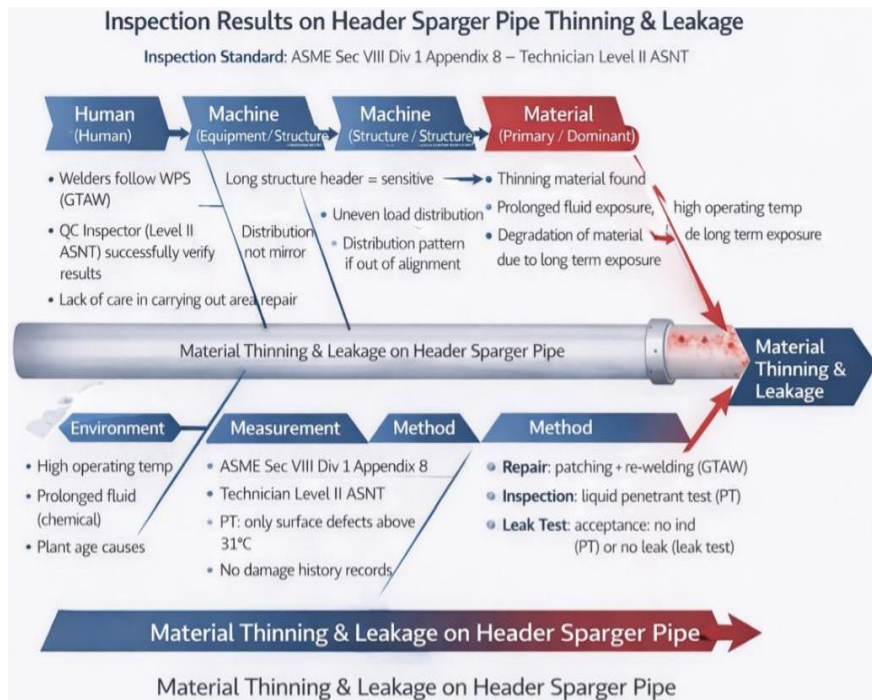 Inspection Results on Header Sparger Pipe Thinning & Leakage
Inspection Standard: ASME Sec VIII Div 1 Appendix 8 – Technician Level II ASNT
Human
(Human)
Machine
(Equipment/Structure
Machine
(Structure / Structure)
Material
(Primary / Dominant)
• Welders follow WPS
(GTAW)
• QC Inspector (Level II
ASNT) successfully verify
results
• Lack of care in carrying out area repair
Long structure header = sensitive
Distribution
not mirror
• Uneven load distribution
• Distribution pattern
if out of alignment
• Thinning material found
• Prolonged fluid exposure,
• Degradation of material
due to long term exposure
high operating temp
de long term exposure
Material Thinning & Leakage on Header Sparger Pipe
Material
Thinning &
Leakage
Environment
• High operating temp
• Prolonged fluid
(chemical)
• Plant age causes
Measurement
• ASME Sec VIII Div 1 Appendix 8
• Technician Level II ASNT
• PT: only surface defects above
31°C
• No damage history records
Method
Method
• Repair: patching + re-welding (GTAW)
• Inspection: liquid penetrant test (PT)
• Leak Test: acceptance: no ind
(PT) or no leak (leak test)
Material Thinning & Leakage on Header Sparger Pipe
Material Thinning & Leakage on Header Sparger Pipe